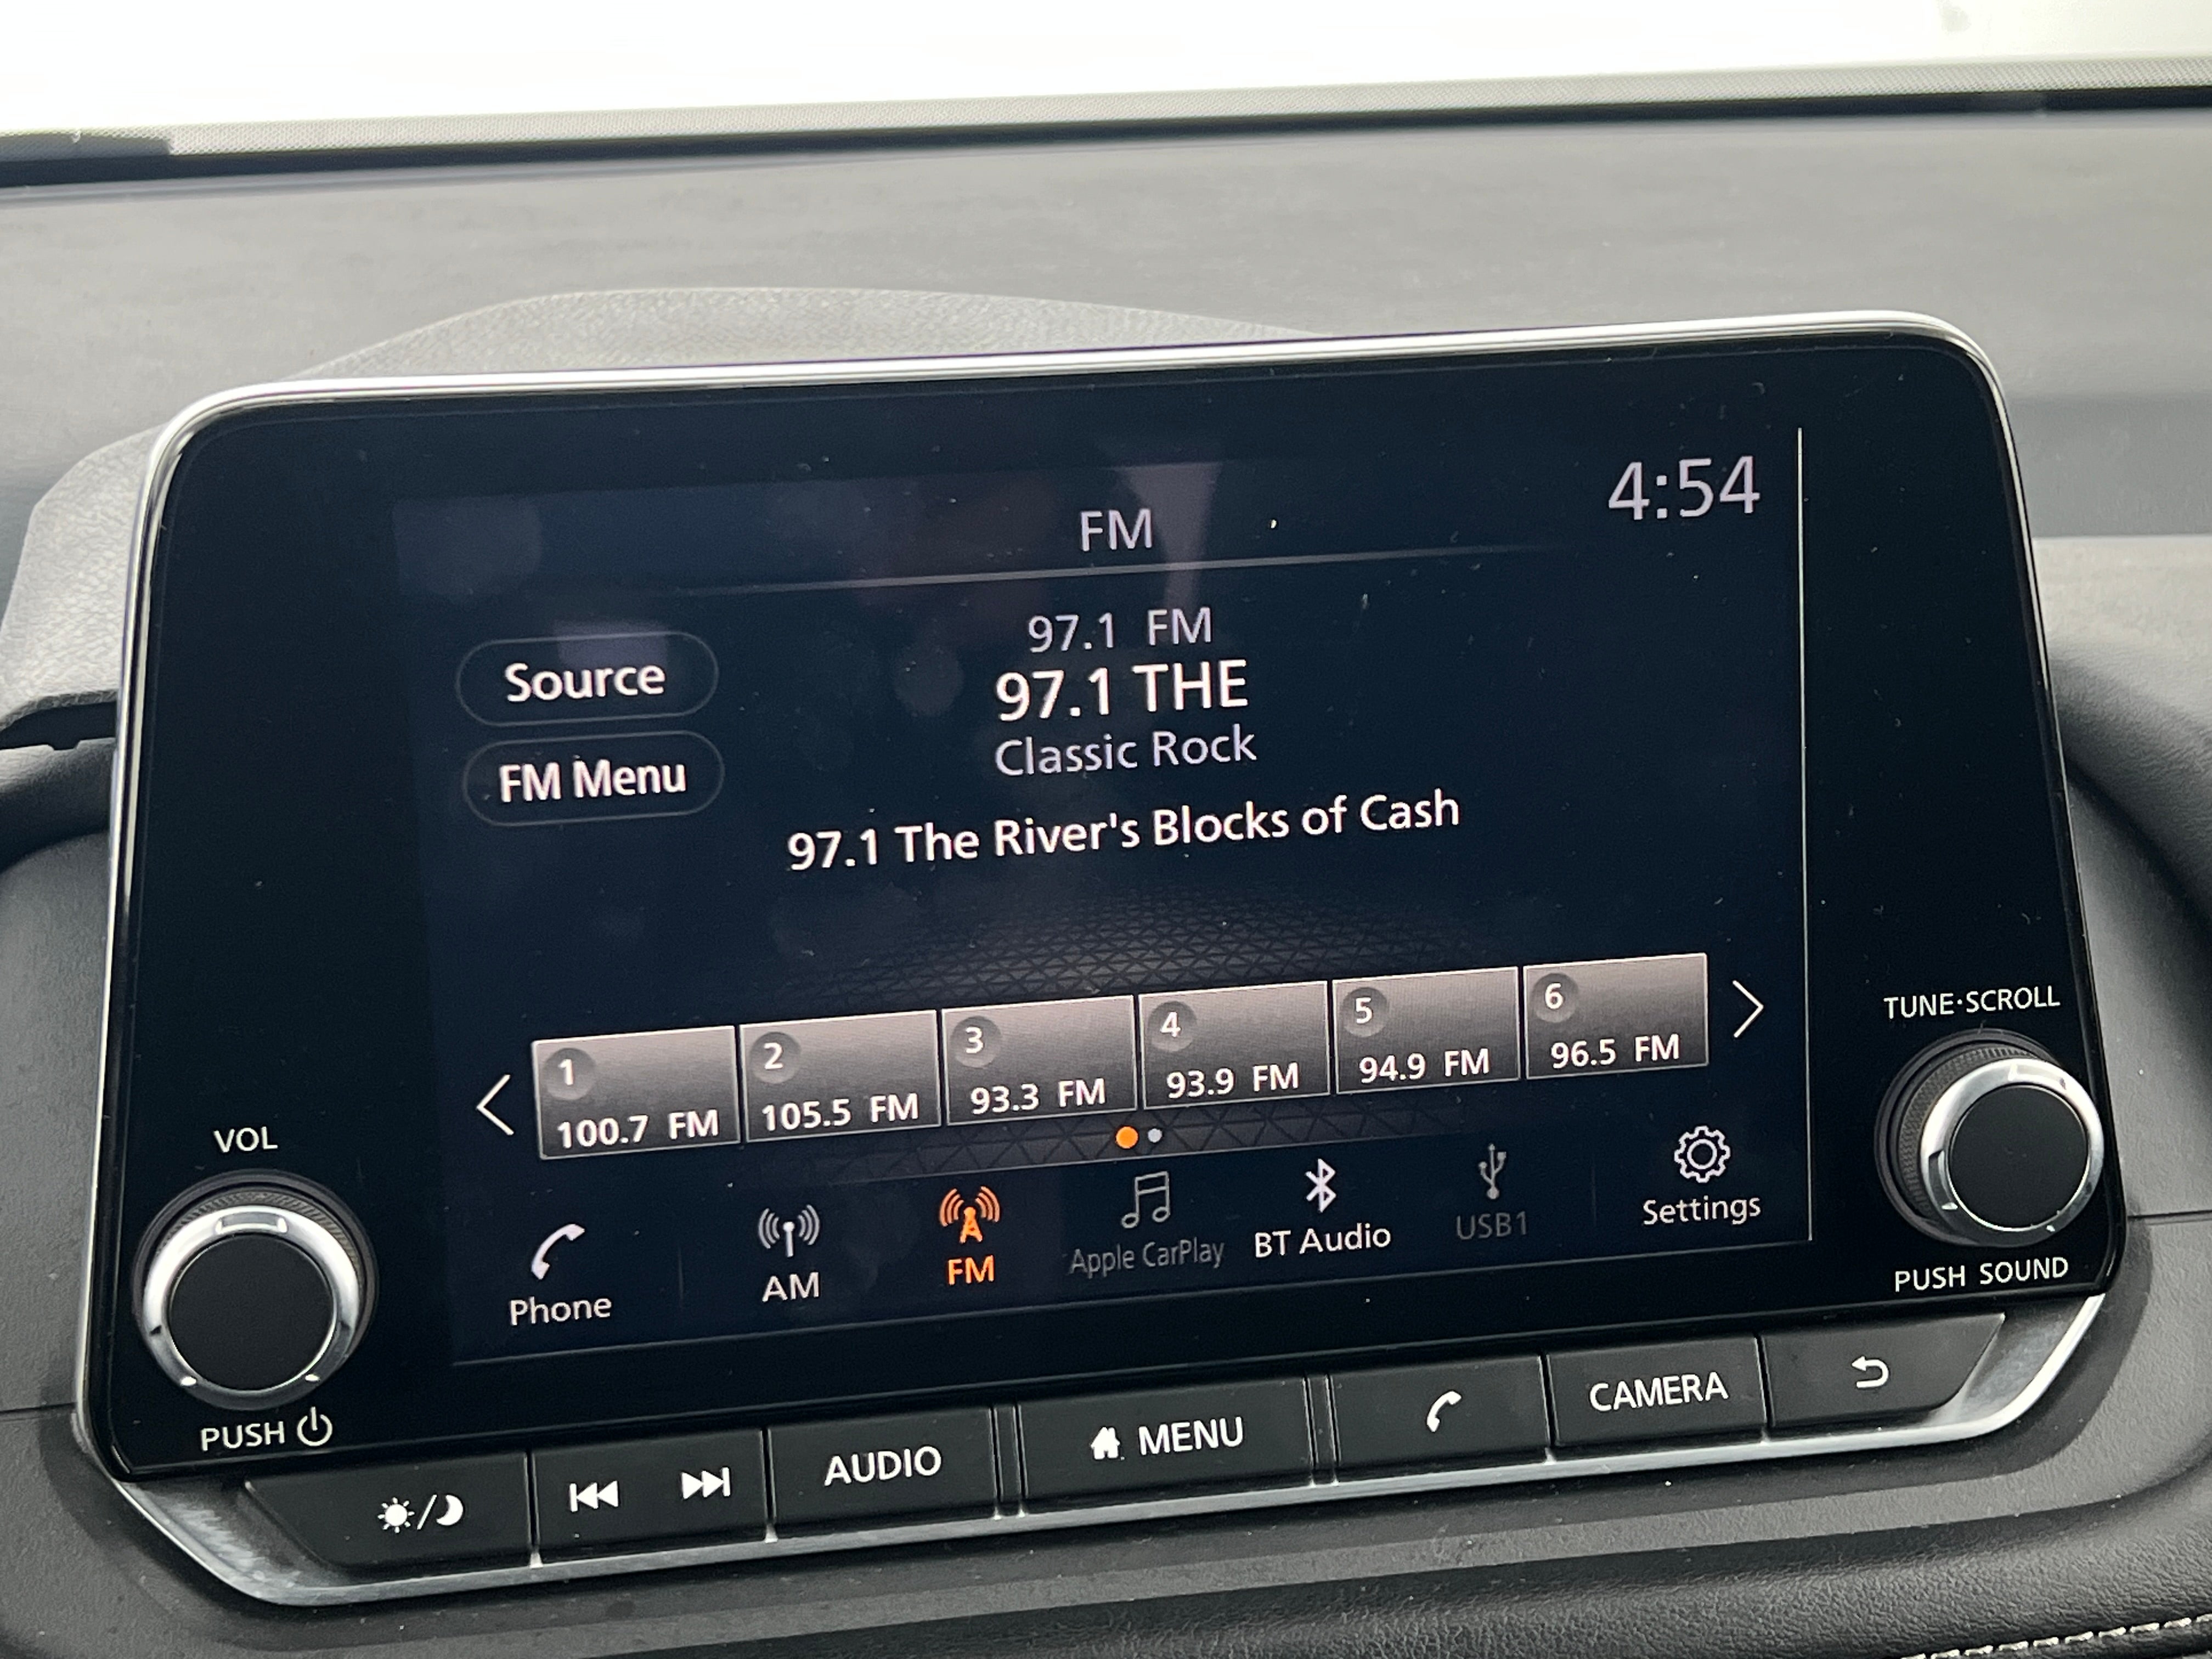 4:54
FM
97.1 FM
97.1 THE
Classic Rock
97.1 The River's Blocks of Cash
Source
FM Menu
1
100.7 FM
2
105.5 FM
3
93.3 FM
4
93.9 FM
5
94.9 FM
6
96.5 FM
Phone
AM
FM
Apple CarPlay
BT Audio
USB1
Settings
VOL
PUSH
TUNE·SCROLL
PUSH SOUND
AUDIO
MENU
CAMERA